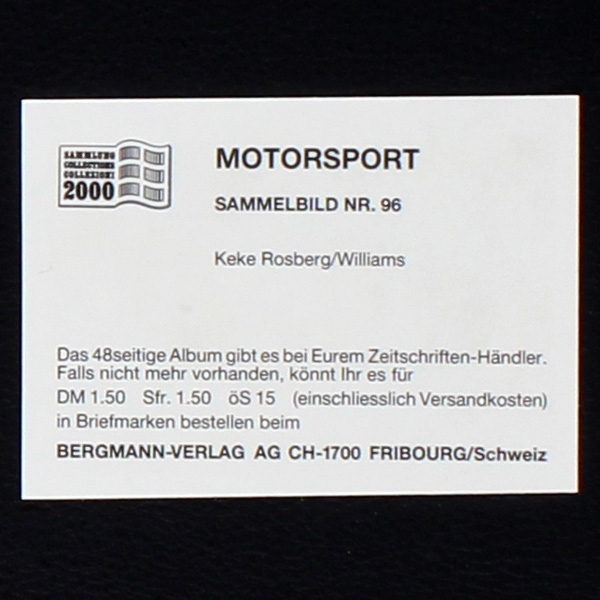 SAMMLUNG
COLLECTIONS
COLLEZIONI
2000
MOTORSPORT
SAMMELBILD NR. 96
Keke Rosberg/Williams
Das 48seitige Album gibt es bei Eurem Zeitschriften-Händler.
Falls nicht mehr vorhanden, könnt Ihr es für
DM 1.50 Sfr. 1.50 öS 15 (einschliesslich Versandkosten)
in Briefmarken bestellen beim
BERGMANN-VERLAG AG CH-1700 FRIBOURG/Schweiz